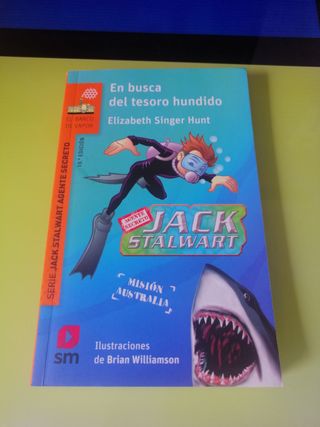 En busca
del tesoro hundido
Elizabeth Singer Hunt
EL BARCO
DE VAPOR
SERIE JACK STALWART AGENTE SECRETO
AGENTE
SECRETO
JACK
STALWART
MISIÓN
AUSTRALIA
sm
Ilustraciones
de Brian Williamson